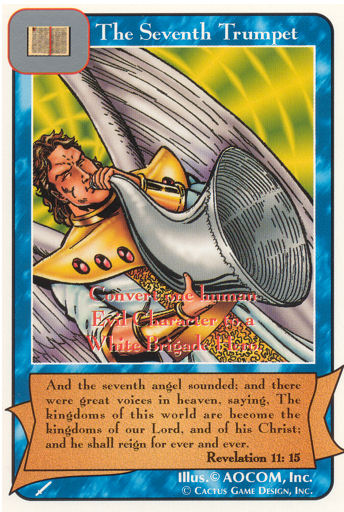 The Seventh Trumpet
Convert one human
Evil Character to a
White Brigade Hero.
And the seventh angel sounded; and there
were great voices in heaven, saying, The
kingdoms of this world are become the
kingdoms of our Lord, and of his Christ;
and he shall reign for ever and ever.
Revelation 11: 15
Illus.© AOCOM, Inc.
© Cactus Game Design, Inc.